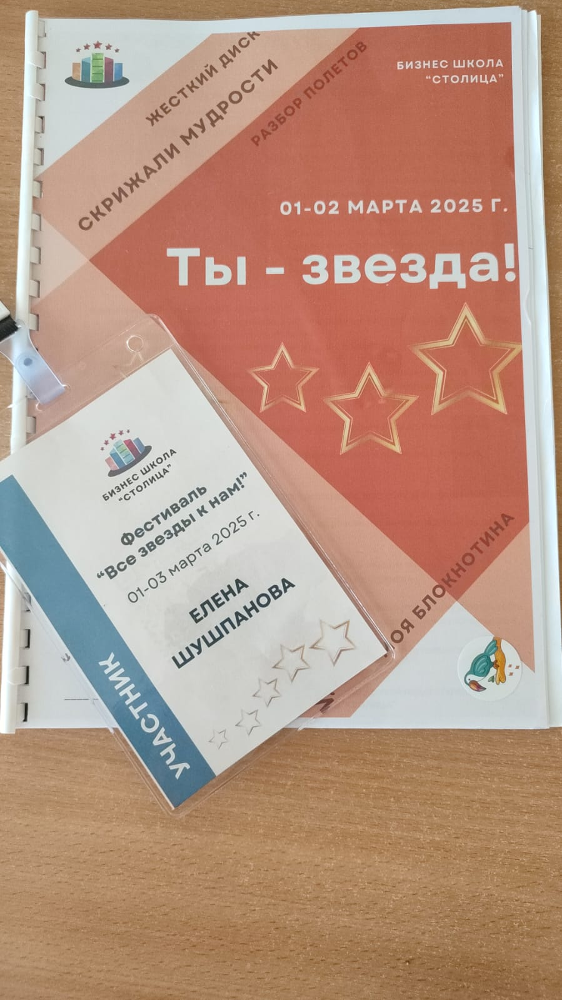 ЖЕСТКИЙ ДИСК
СКРИЖАЛИ МУДРОСТИ
РАЗБОР ПОЛЕТОВ
БИЗНЕС ШКОЛА
“СТОЛИЦА”
01-02 МАРТА 2025 Г.
Ты - звезда!
БИЗНЕС ШКОЛА
“СТОЛИЦА”
Фестиваль
“Все звезды к нам!”
01-03 марта 2025 г.
ЕЛЕНА
ШУШПАНОВА
УЧАСТНИК
БЛОКНОТИНА